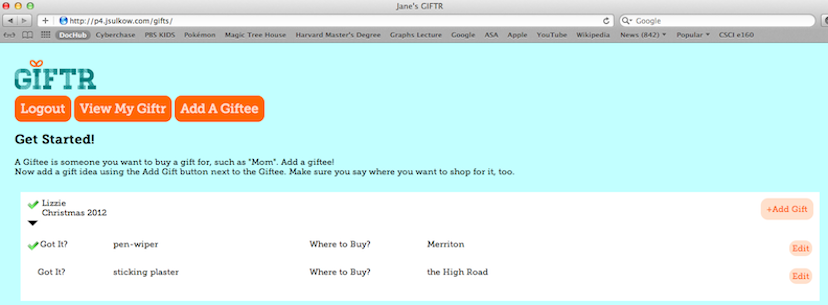 Jane's GIFTR
http://p4.jsulkow.com/gifts/
Google
DocHub Cyberchase PBS KIDS Pokémon Magic Tree House Harvard Master's Degree Graphs Lecture Google ASA Apple YouTube Wikipedia News (842) Popular CSCI e160
GIFTR
Logout View My Giftr Add A Giftee
Get Started!
A Giftee is someone you want to buy a gift for, such as "Mom". Add a giftee!
Now add a gift idea using the Add Gift button next to the Giftee. Make sure you say where you want to shop for it, too.
Lizzie
Christmas 2012
+Add Gift
Got It? pen-wiper Where to Buy? Merriton Edit
Got It? sticking plaster Where to Buy? the High Road Edit